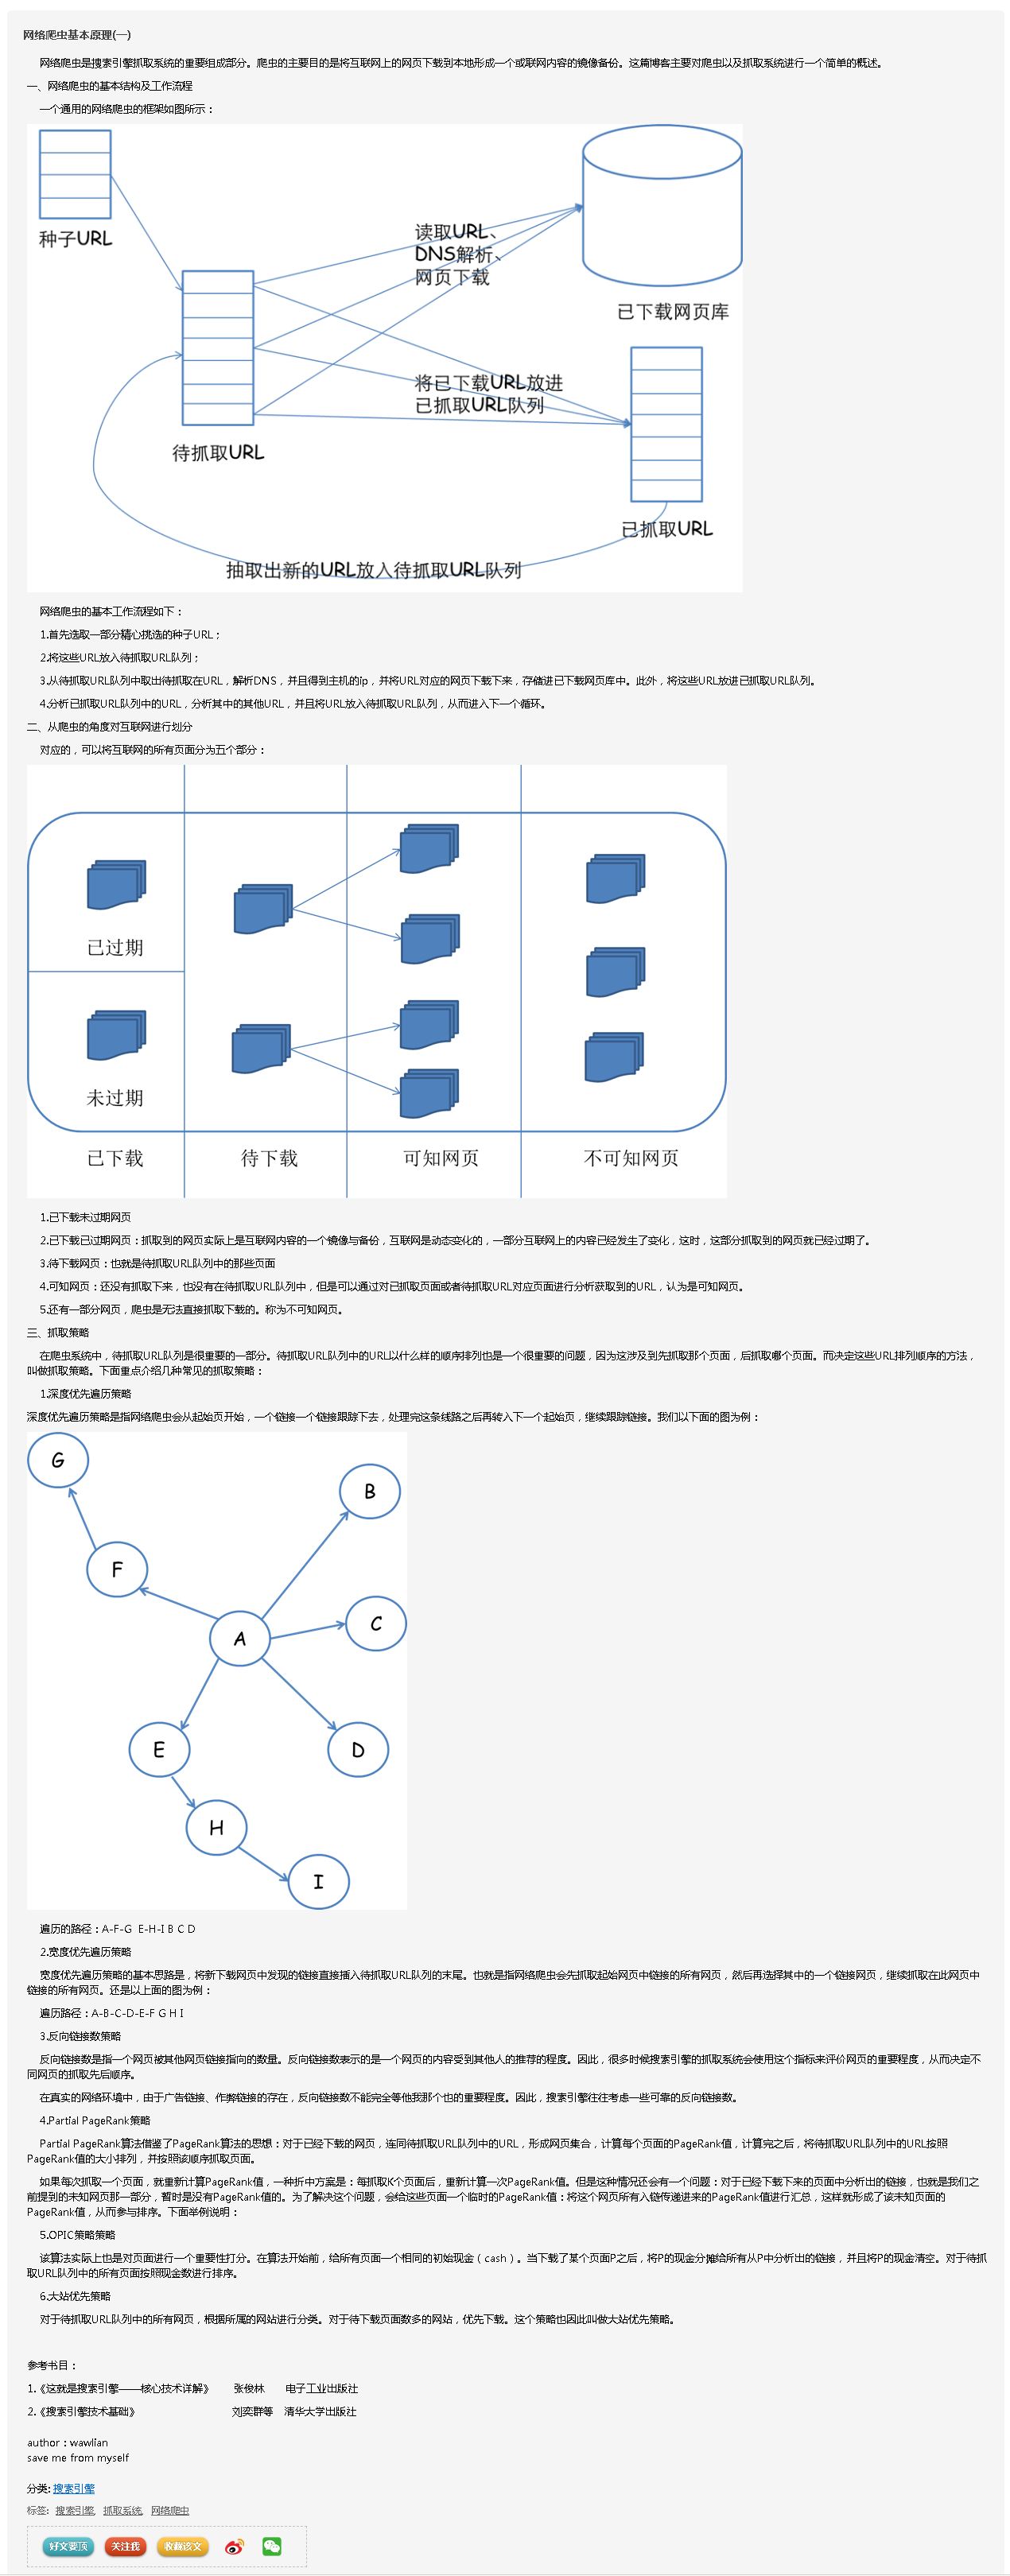 网络爬虫基本原理(一)
网络爬虫是搜索引擎抓取系统的重要组成部分。爬虫的主要目的是将互联网上的网页下载到本地形成一个或联网内容的镜像备份。这篇博客主要对爬虫以及抓取系统进行一个简单的概述。
一、网络爬虫的基本结构及工作流程
一个通用的网络爬虫的框架如图所示：
种子URL
读取URL、
DNS解析、
网页下载
已下载网页库
将已下载URL放进
已抓取URL队列
待抓取URL
已抓取URL
抽取出新的URL放入待抓取URL队列
网络爬虫的基本工作流程如下：
1.首先选取一部分精心挑选的种子URL；
2.将这些URL放入待抓取URL队列；
3.从待抓取URL队列中取出待抓取在URL，解析DNS，并且得到主机的ip，并将URL对应的网页下载下来，存储进已下载网页库中。此外，将这些URL放进已抓取URL队列。
4.分析已抓取URL队列中的URL，分析其中的其他URL，并且将URL放入待抓取URL队列，从而进入下一个循环。
二、从爬虫的角度对互联网进行划分
对应的，可以将互联网的所有页面分为五个部分：
已过期
未过期
已下载 待下载 可知网页 不可知网页
1.已下载未过期网页
2.已下载已过期网页：抓取到的网页实际上是互联网内容的一个镜像与备份，互联网是动态变化的，一部分互联网上的内容已经发生了变化，这时，这部分抓取到的网页就已经过期了。
3.待下载网页：也就是待抓取URL队列中的那些页面
4.可知网页：还没有抓取下来，也没有在待抓取URL队列中，但是可以通过对已抓取页面或者待抓取URL对应页面进行分析获取到的URL，认为是可知网页。
5.还有一部分网页，爬虫是无法直接抓取下载的。称为不可知网页。
三、抓取策略
在爬虫系统中，待抓取URL队列是很重要的一部分。待抓取URL队列中的URL以什么样的顺序排列也是一个很重要的问题，因为这涉及到先抓取那个页面，后抓取哪个页面。而决定这些URL排列顺序的方法，
叫做抓取策略。下面重点介绍几种常见的抓取策略：
1.深度优先遍历策略
深度优先遍历策略是指网络爬虫会从起始页开始，一个链接一个链接跟踪下去，处理完这条线路之后再转入下一个起始页，继续跟踪链接。我们以下面的图为例：
G
B
F
C
A
E
D
H
I
遍历的路径：A-F-G E-H-I B C D
2.宽度优先遍历策略
宽度优先遍历策略的基本思路是，将新下载网页中发现的链接直接插入待抓取URL队列的末尾。也就是指网络爬虫会先抓取起始网页中链接的所有网页，然后再选择其中的一个链接网页，继续抓取在此网页中
链接的所有网页。还是以上面的图为例：
遍历路径：A-B-C-D-E-F G H I
3.反向链接数策略
反向链接数是指一个网页被其他网页链接指向的数量。反向链接数表示的是一个网页的内容受到其他人的推荐的程度。因此，很多时候搜索引擎的抓取系统会使用这个指标来评价网页的重要程度，从而决定不
同网页的抓取先后顺序。
在真实的网络环境中，由于广告链接、作弊链接的存在，反向链接数不能完全等他我那个也的重要程度。因此，搜索引擎往往考虑一些可靠的反向链接数。
4.Partial PageRank策略
Partial PageRank算法借鉴了PageRank算法的思想：对于已经下载的网页，连同待抓取URL队列中的URL，形成网页集合，计算每个页面的PageRank值，计算完之后，将待抓取URL队列中的URL按照
PageRank值的大小排列，并按照该顺序抓取页面。
如果每次抓取一个页面，就重新计算PageRank值，一种折中方案是：每抓取K个页面后，重新计算一次PageRank值。但是这种情况还会有一个问题：对于已经下载下来的页面中分析出的链接，也就是我们之
前提到的未知网页那一部分，暂时是没有PageRank值的。为了解决这个问题，会给这些页面一个临时的PageRank值：将这个网页所有入链传递进来的PageRank值进行汇总，这样就形成了该未知页面的
PageRank值，从而参与排序。下面举例说明：
5.OPIC策略策略
该算法实际上也是对页面进行一个重要性打分。在算法开始前，给所有页面一个相同的初始现金（cash）。当下载了某个页面P之后，将P的现金分摊给所有从P中分析出的链接，并且将P的现金清空。对于待抓
取URL队列中的所有页面按照现金数进行排序。
6.大站优先策略
对于待抓取URL队列中的所有网页，根据所属的网站进行分类。对于待下载页面数多的网站，优先下载。这个策略也因此叫做大站优先策略。
参考书目：
1.《这就是搜索引擎——核心技术详解》 张俊林 电子工业出版社
2.《搜索引擎技术基础》 刘奕群等 清华大学出版社
author：wawlian
save me from myself
分类: 搜索引擎
标签: 搜索引擎, 抓取系统, 网络爬虫
好文要顶 关注我 收藏该文